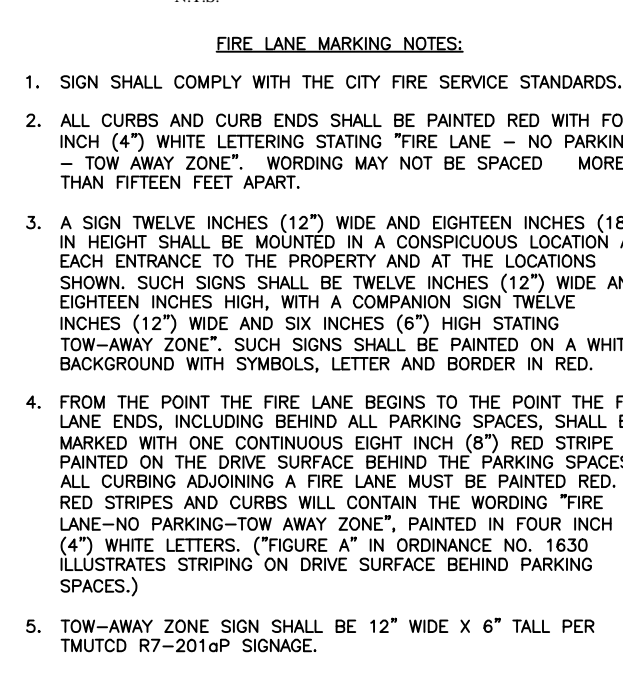 FIRE LANE MARKING NOTES:
1. SIGN SHALL COMPLY WITH THE CITY FIRE SERVICE STANDARDS.
2. ALL CURBS AND CURB ENDS SHALL BE PAINTED RED WITH FO
INCH (4") WHITE LETTERING STATING "FIRE LANE – NO PARKIN
– TOW AWAY ZONE". WORDING MAY NOT BE SPACED MORE
THAN FIFTEEN FEET APART.
3. A SIGN TWELVE INCHES (12") WIDE AND EIGHTEEN INCHES (18
IN HEIGHT SHALL BE MOUNTED IN A CONSPICUOUS LOCATION
EACH ENTRANCE TO THE PROPERTY AND AT THE LOCATIONS
SHOWN. SUCH SIGNS SHALL BE TWELVE INCHES (12") WIDE AN
EIGHTEEN INCHES HIGH, WITH A COMPANION SIGN TWELVE
INCHES (12") WIDE AND SIX INCHES (6") HIGH STATING
TOW–AWAY ZONE". SUCH SIGNS SHALL BE PAINTED ON A WHIT
BACKGROUND WITH SYMBOLS, LETTER AND BORDER IN RED.
4. FROM THE POINT THE FIRE LANE BEGINS TO THE POINT THE F
LANE ENDS, INCLUDING BEHIND ALL PARKING SPACES, SHALL B
MARKED WITH ONE CONTINUOUS EIGHT INCH (8") RED STRIPE
PAINTED ON THE DRIVE SURFACE BEHIND THE PARKING SPACES
ALL CURBING ADJOINING A FIRE LANE MUST BE PAINTED RED.
RED STRIPES AND CURBS WILL CONTAIN THE WORDING "FIRE
LANE–NO PARKING–TOW AWAY ZONE", PAINTED IN FOUR INCH
(4") WHITE LETTERS. ("FIGURE A" IN ORDINANCE NO. 1630
ILLUSTRATES STRIPING ON DRIVE SURFACE BEHIND PARKING
SPACES.)
5. TOW–AWAY ZONE SIGN SHALL BE 12" WIDE X 6" TALL PER
TMUTCD R7–201aP SIGNAGE.